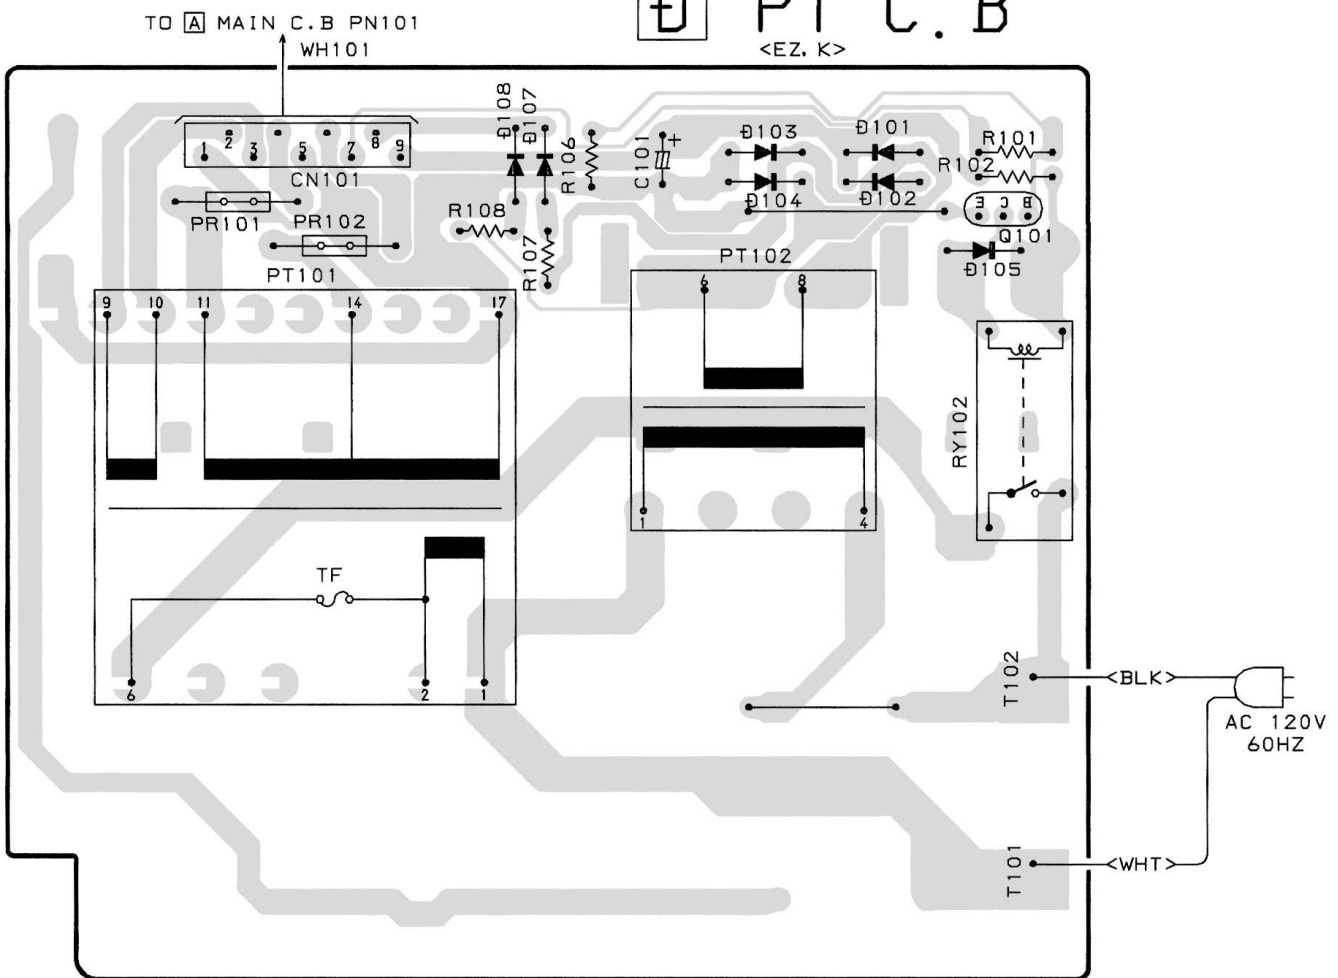 D PT C.B
<EZ.K>
TO A MAIN C.B PN101
WH101
D108
D107
R106
C101
+
D103
D101
D104
D102
R101
R102
E C B
Q101
D105
2
8
1 3 5 7 9
CN101
PR101
PR102
R108
R107
PT101
9 10 11 14 17
TF
6 2 1
PT102
6 8
1 4
RY102
T102
<BLK>
AC 120V
60HZ
T101
<WHT>